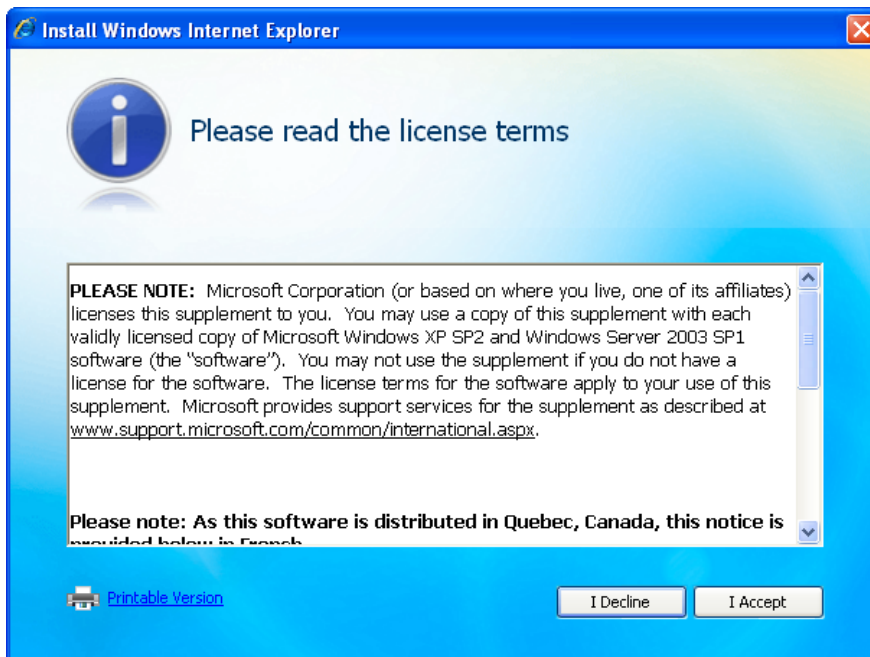 Install Windows Internet Explorer
Please read the license terms
PLEASE NOTE: Microsoft Corporation (or based on where you live, one of its affiliates)
licenses this supplement to you. You may use a copy of this supplement with each
validly licensed copy of Microsoft Windows XP SP2 and Windows Server 2003 SP1
software (the "software"). You may not use the supplement if you do not have a
license for the software. The license terms for the software apply to your use of this
supplement. Microsoft provides support services for the supplement as described at
www.support.microsoft.com/common/international.aspx.
Please note: As this software is distributed in Quebec, Canada, this notice is
provided below in French
Printable Version
I Decline
I Accept